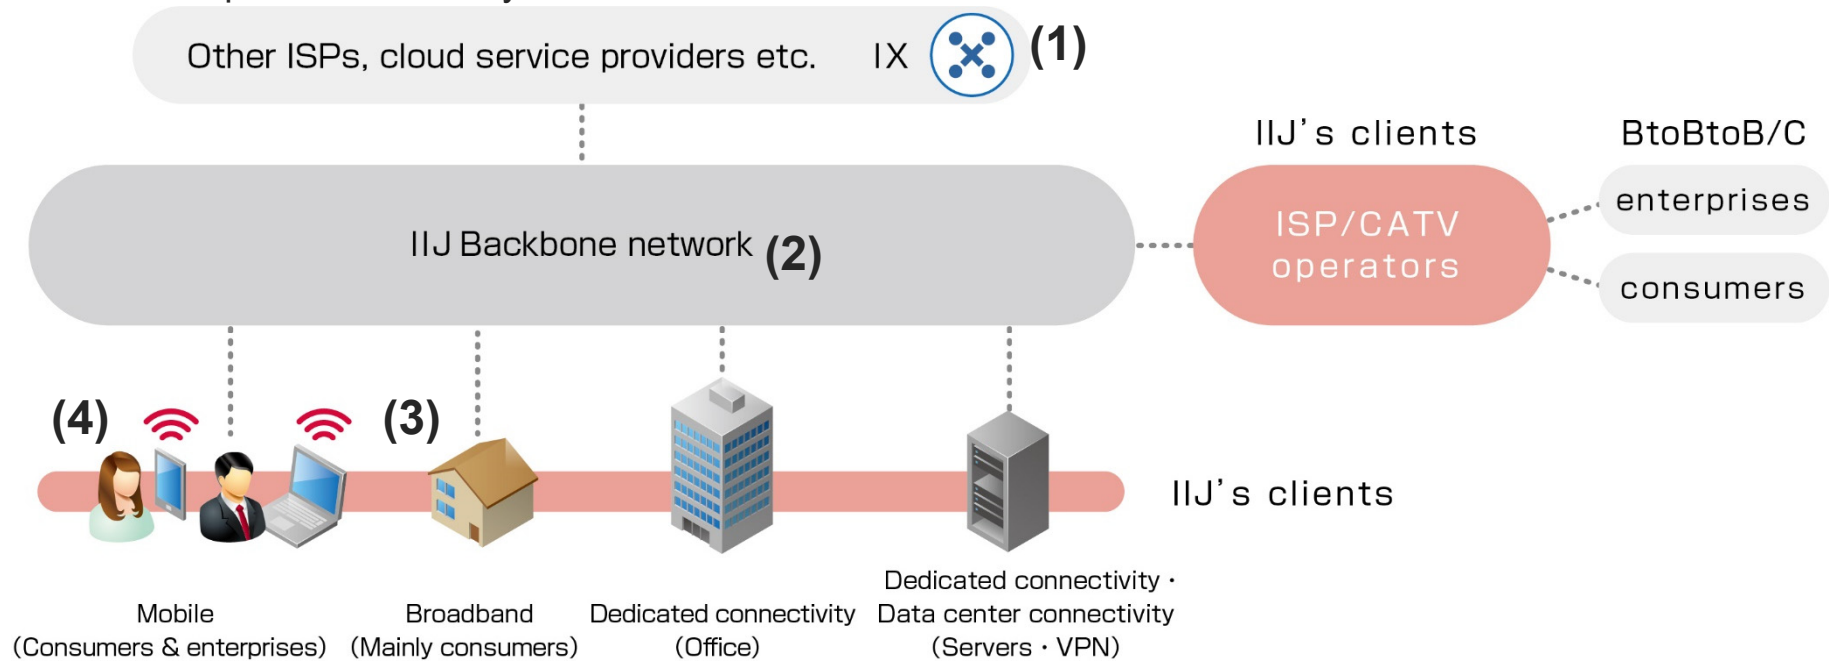 Other ISPs, cloud service providers etc. IX (1)
IIJ's clients
BtoBtoB/C
IIJ Backbone network (2)
ISP/CATV
operators
enterprises
consumers
(4)
(3)
IIJ's clients
Mobile
(Consumers & enterprises)
Broadband
(Mainly consumers)
Dedicated connectivity
(Office)
Dedicated connectivity・
Data center connectivity
(Servers・VPN)